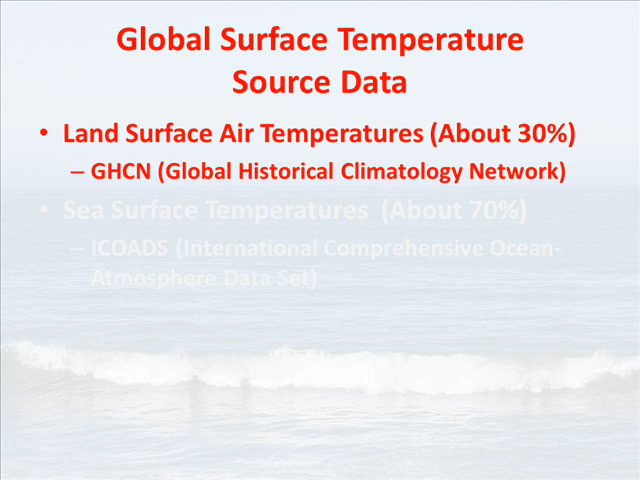 Global Surface Temperature
Source Data
• Land Surface Air Temperatures (About 30%)
– GHCN (Global Historical Climatology Network)
• Sea Surface Temperatures (About 70%)
– ICOADS (International Comprehensive Ocean-
Atmosphere Data Set)